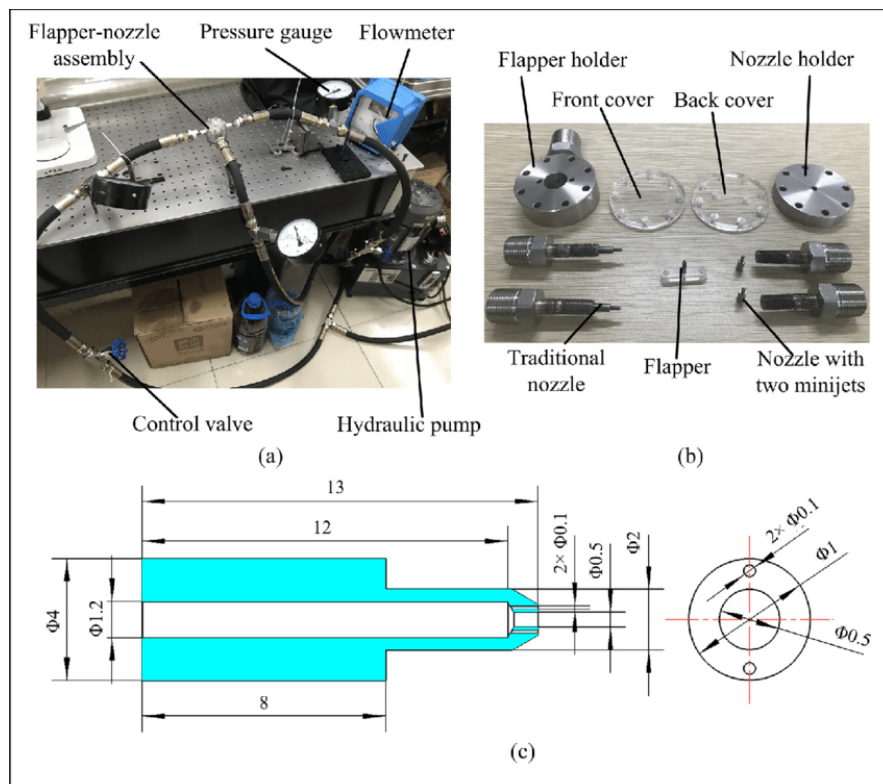 Flapper-nozzle
assembly
Pressure gauge
Flowmeter
Control valve
Hydraulic pump
(a)
Flapper holder
Front cover
Back cover
Nozzle holder
Traditional
nozzle
Flapper
Nozzle with
two minijets
(b)
13
12
2× Φ0.1
Φ0.5
Φ2
Φ4
Φ1.2
8
2× Φ0.1
Φ1
Φ0.5
(c)